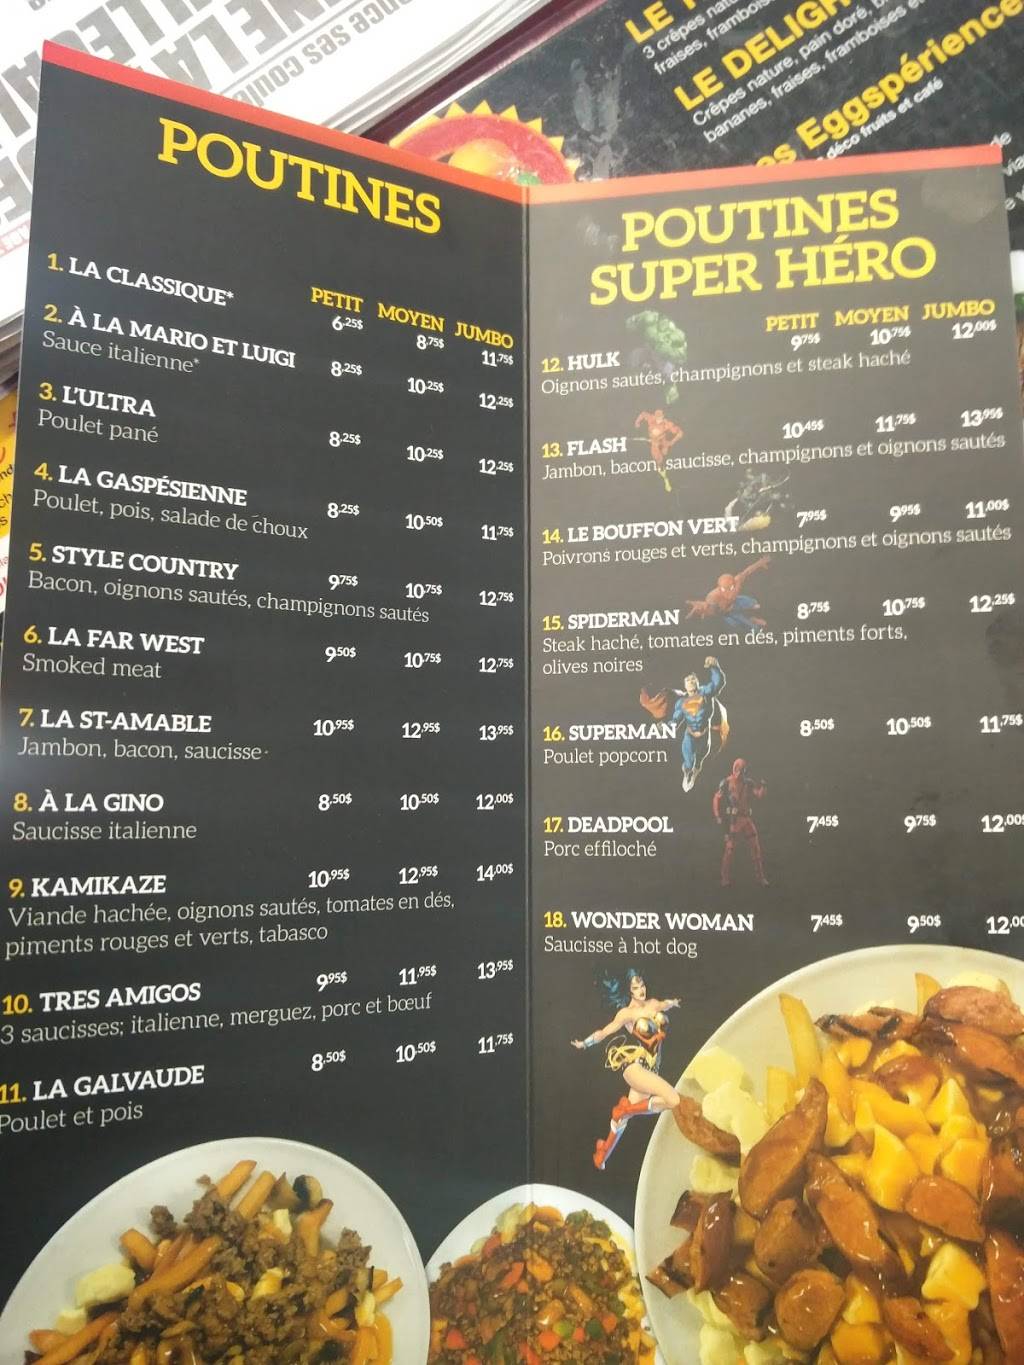 LE DELIGH
3 crêpes nature
fraises, framboises
Crêpes nature, pain doré, b
bananes, fraises, framboises e
Eggspérience
déco fruits et café
POUTINES
PETIT MOYEN JUMBO
1. LA CLASSIQUE* 6.25$ 8.75$ 11.75$
2. À LA MARIO ET LUIGI 8.25$ 10.25$ 12.25$
Sauce italienne*
3. L'ULTRA 8.25$ 10.25$ 12.25$
Poulet pané
4. LA GASPÉSIENNE 8.25$ 10.50$ 11.75$
Poulet, pois, salade de choux
5. STYLE COUNTRY 9.75$ 10.75$ 12.75$
Bacon, oignons sautés, champignons sautés
6. LA FAR WEST 9.50$ 10.75$ 12.75$
Smoked meat
7. LA ST-AMABLE 10.95$ 12.95$ 13.95$
Jambon, bacon, saucisse
8. À LA GINO 8.50$ 10.50$ 12.00$
Saucisse italienne
9. KAMIKAZE 10.95$ 12.95$ 14.00$
Viande hachée, oignons sautés, tomates en dés,
piments rouges et verts, tabasco
10. TRES AMIGOS 9.95$ 11.95$ 13.95$
3 saucisses; italienne, merguez, porc et bœuf
11. LA GALVAUDE 8.50$ 10.50$ 11.75$
Poulet et pois
POUTINES
SUPER HÉRO
PETIT MOYEN JUMBO
12. HULK 9.75$ 10.75$ 12.00$
Oignons sautés, champignons et steak haché
13. FLASH 10.45$ 11.75$ 13.95$
Jambon, bacon, saucisse, champignons et oignons sautés
14. LE BOUFFON VERT 7.95$ 9.95$ 11.00$
Poivrons rouges et verts, champignons et oignons sautés
15. SPIDERMAN 8.75$ 10.75$ 12.25$
Steak haché, tomates en dés, piments forts,
olives noires
16. SUPERMAN 8.50$ 10.50$ 11.75$
Poulet popcorn
17. DEADPOOL 7.45$ 9.75$ 12.00$
Porc effiloché
18. WONDER WOMAN 7.45$ 9.50$ 12.00
Saucisse à hot dog